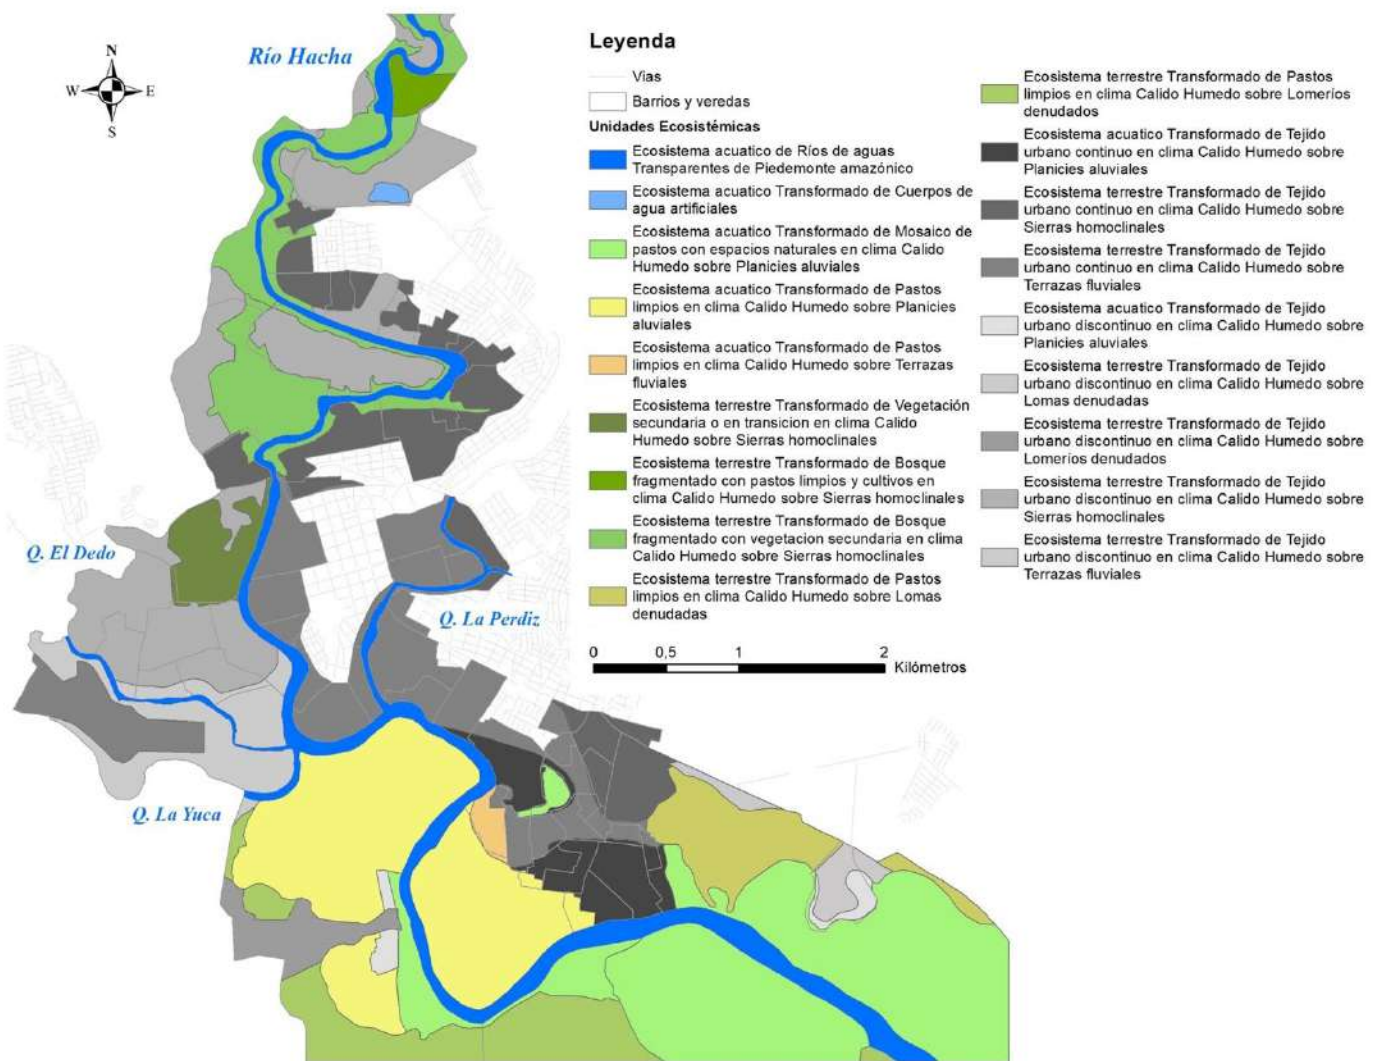 N
W
E
S
Río Hacha
Q. El Dedo
Q. La Perdiz
Q. La Yuca
Leyenda
Vias
Barrios y veredas
Unidades Ecosistémicas
Ecosistema acuatico de Ríos de aguas
Transparentes de Piedemonte amazónico
Ecosistema acuatico Transformado de Cuerpos de
agua artificiales
Ecosistema acuatico Transformado de Mosaico de
pastos con espacios naturales en clima Calido
Humedo sobre Planicies aluviales
Ecosistema acuatico Transformado de Pastos
limpios en clima Calido Humedo sobre Planicies
aluviales
Ecosistema acuatico Transformado de Pastos
limpios en clima Calido Humedo sobre Terrazas
fluviales
Ecosistema terrestre Transformado de Vegetación
secundaria o en transicion en clima Calido
Humedo sobre Sierras homoclinales
Ecosistema terrestre Transformado de Bosque
fragmentado con pastos limpios y cultivos en
clima Calido Humedo sobre Sierras homoclinales
Ecosistema terrestre Transformado de Bosque
fragmentado con vegetacion secundaria en clima
Calido Humedo sobre Sierras homoclinales
Ecosistema terrestre Transformado de Pastos
limpios en clima Calido Humedo sobre Lomas
denudadas
0 0,5 1 2
Kilómetros
Ecosistema terrestre Transformado de Pastos
limpios en clima Calido Humedo sobre Lomeríos
denudados
Ecosistema acuatico Transformado de Tejido
urbano continuo en clima Calido Humedo sobre
Planicies aluviales
Ecosistema terrestre Transformado de Tejido
urbano continuo en clima Calido Humedo sobre
Sierras homoclinales
Ecosistema terrestre Transformado de Tejido
urbano continuo en clima Calido Humedo sobre
Terrazas fluviales
Ecosistema acuatico Transformado de Tejido
urbano discontinuo en clima Calido Humedo sobre
Planicies aluviales
Ecosistema terrestre Transformado de Tejido
urbano discontinuo en clima Calido Humedo sobre
Lomas denudadas
Ecosistema terrestre Transformado de Tejido
urbano discontinuo en clima Calido Humedo sobre
Lomeríos denudados
Ecosistema terrestre Transformado de Tejido
urbano discontinuo en clima Calido Humedo sobre
Sierras homoclinales
Ecosistema terrestre Transformado de Tejido
urbano discontinuo en clima Calido Humedo sobre
Terrazas fluviales